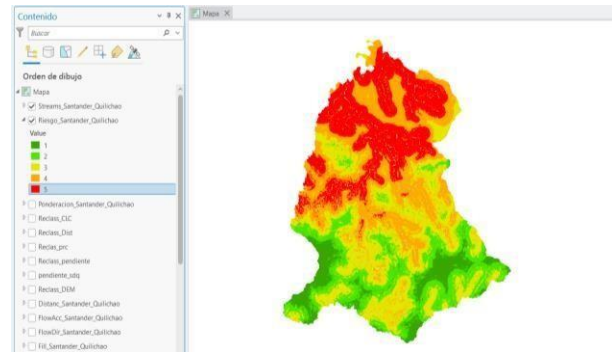 Contenido
Mapa
Buscar
Orden de dibujo
Mapa
Streams_Santander_Quilichao
Riesgo_Santander_Quilichao
Value
1
2
3
4
5
Ponderacion_Santander_Quilichao
Reclass_CLC
Reclass_Dist
Reclas_prc
Reclass_pendiente
pendiente_sdq
Reclass_DEM
Distanc_Santander_Quilichao
FlowAcc_Santander_Quilichao
FlowDir_Santander_Quilichao
Fill_Santander_Quilichao